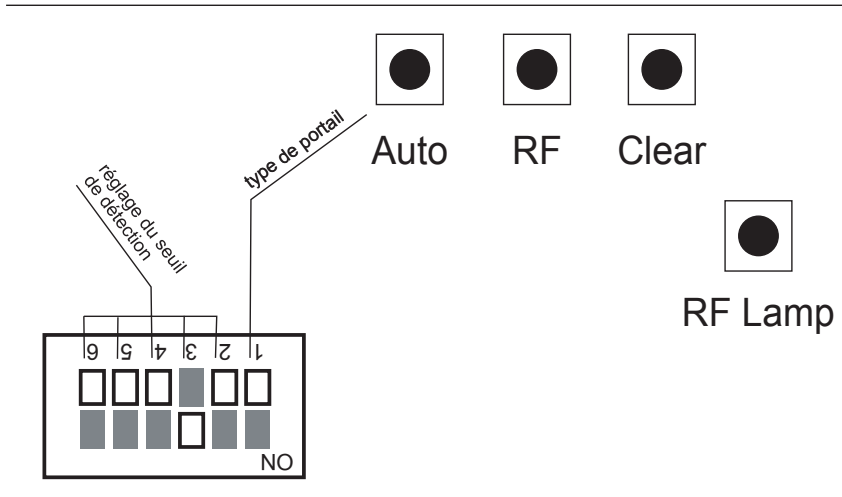 Auto RF Clear
type de portail
réglage du seuil
de détection
RF Lamp
6 5 4 3 2 1
NO